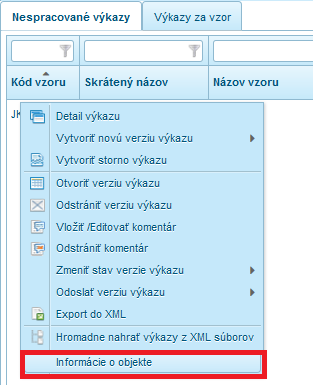 Nespracované výkazy
Výkazy za vzor
Kód vzoru
Skrátený názov
Názov vzoru
JK
Detail výkazu
Vytvoriť novú verziu výkazu
Vytvoriť storno výkazu
Otvoriť verziu výkazu
Odstrániť verziu výkazu
Vložiť /Editovať komentár
Odstrániť komentár
Zmeniť stav verzie výkazu
Odoslať verziu výkazu
Export do XML
Hromadne nahrať výkazy z XML súborov
Informácie o objekte